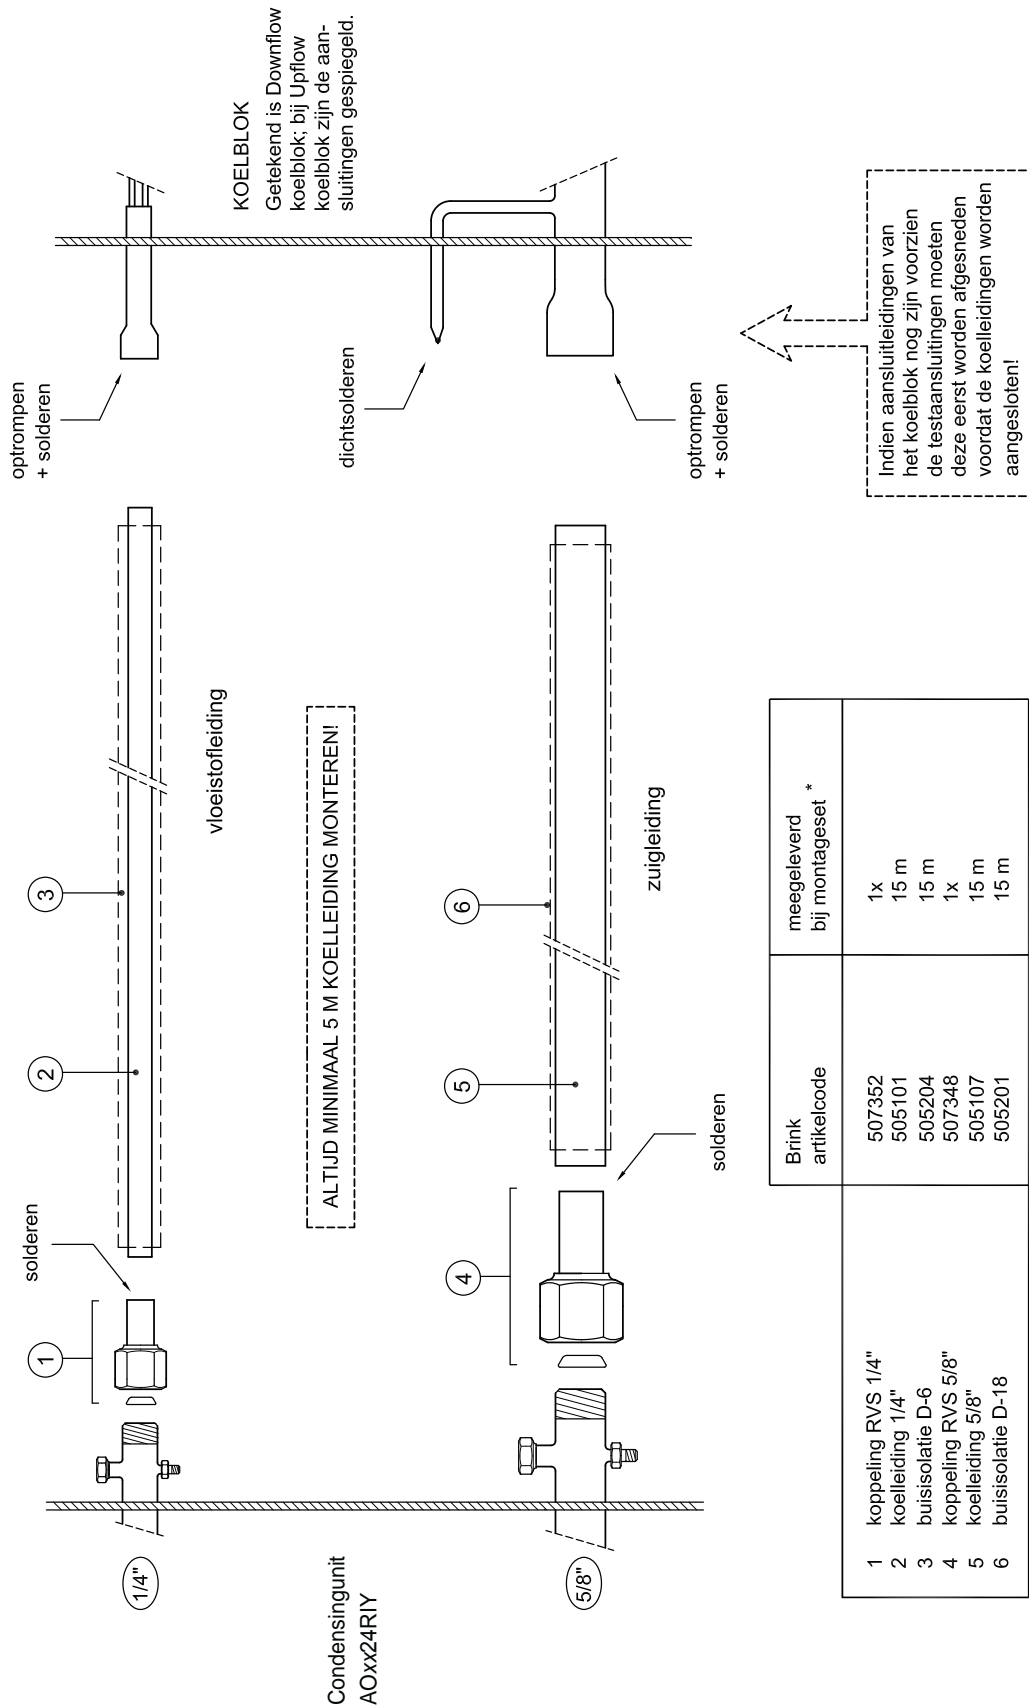 Condensingunit
AOxx24RIY
1/4"
5/8"
1
solderen
2
3
vloeistofleiding
optrompen
+ solderen
ALTIJD MINIMAAL 5 M KOELLEIDING MONTEREN!
4
solderen
5
6
zuigleiding
dichtsolderen
optrompen
+ solderen
KOELBLOK
Getekend is Downflow
koelblok; bij Upflow
koelblok zijn de aan-
sluitingen gespiegeld.
Indien aansluitleidingen van
het koelblok nog zijn voorzien
de testaansluitingen moeten
deze eerst worden afgesneden
voordat de koelleidingen worden
aangesloten!
Brink
artikelcode
meegeleverd
bij montageset *
1 koppeling RVS 1/4" 507352 1x
2 koelleiding 1/4" 505101 15 m
3 buisisolatie D-6 505204 15 m
4 koppeling RVS 5/8" 507348 1x
5 koelleiding 5/8" 505107 15 m
6 buisisolatie D-18 505201 15 m